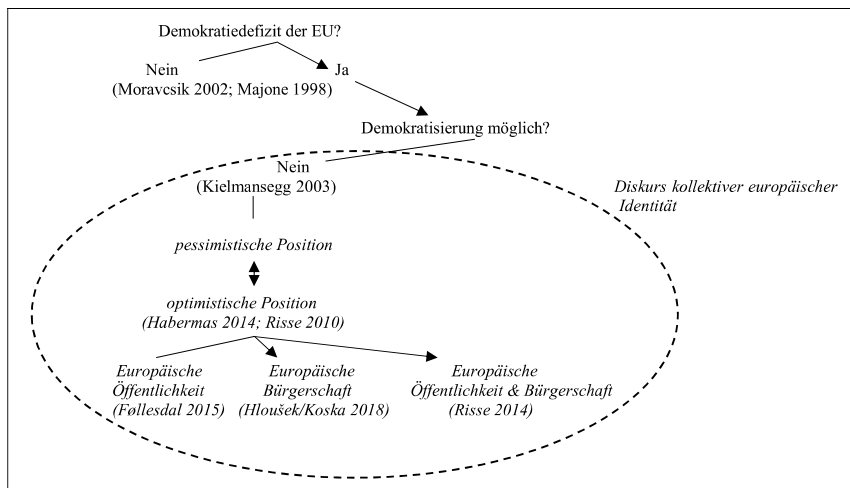 Demokratiedefizit der EU?
Nein
Ja
(Moravcsik 2002; Majone 1998)
Demokratisierung möglich?
Nein
(Kielmansegg 2003)
Diskurs kollektiver europäischer
Identität
pessimistische Position
optimistische Position
(Habermas 2014; Risse 2010)
Europäische
Öffentlichkeit
(Føllesdal 2015)
Europäische
Bürgerschaft
(Hloušek/Koska 2018)
Europäische
Öffentlichkeit & Bürgerschaft
(Risse 2014)